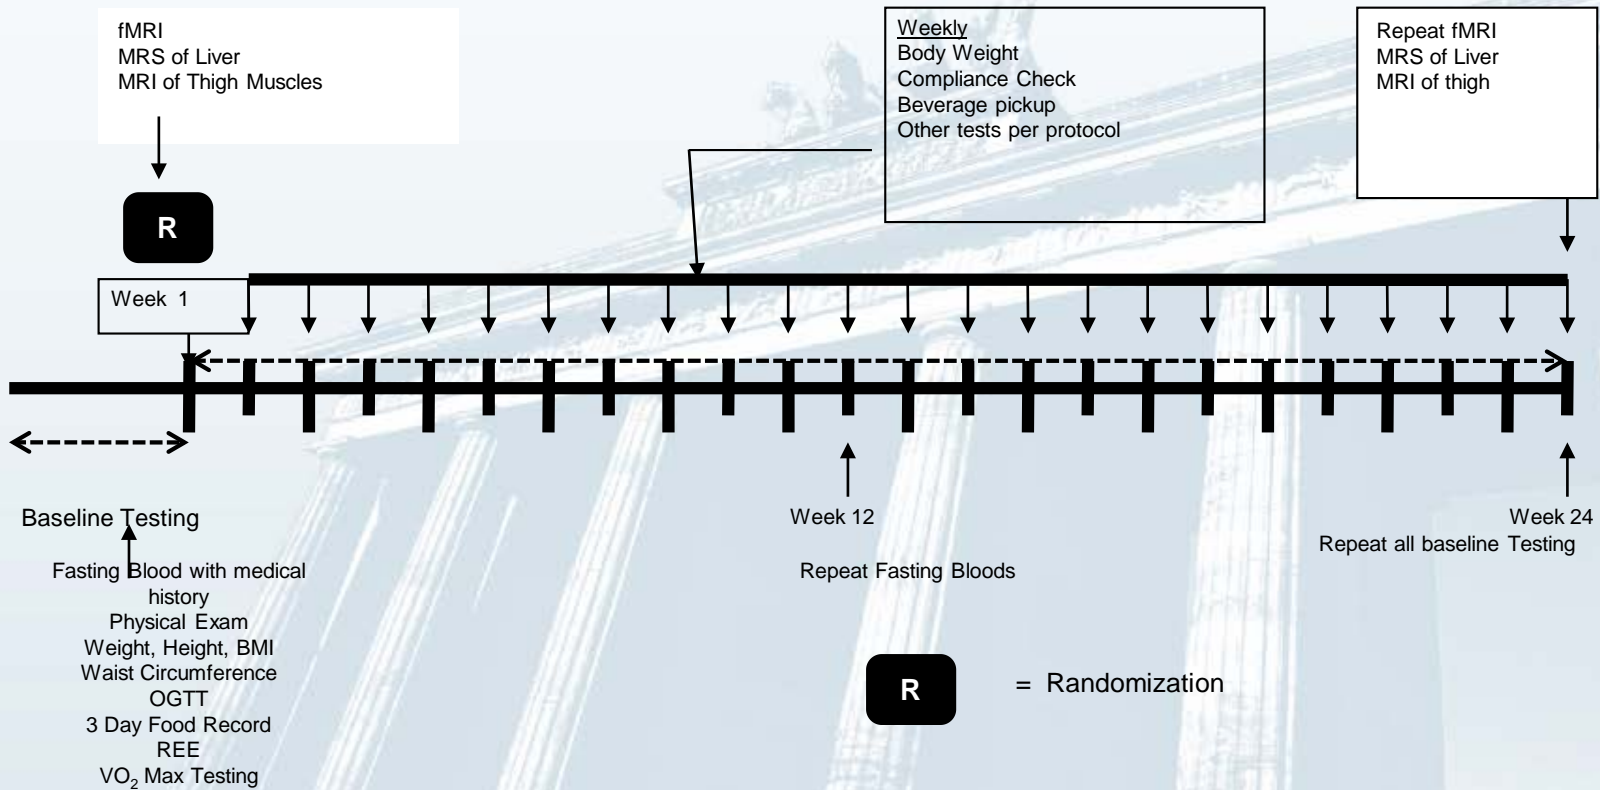 fMRI
MRS of Liver
MRI of Thigh Muscles
Weekly
Body Weight
Compliance Check
Beverage pickup
Other tests per protocol
Repeat fMRI
MRS of Liver
MRI of thigh
R
Week 1
Baseline Testing
Fasting Blood with medical
history
Physical Exam
Weight, Height, BMI
Waist Circumference
OGTT
3 Day Food Record
REE
VO2 Max Testing
Week 12
Repeat Fasting Bloods
Week 24
Repeat all baseline Testing
R
= Randomization